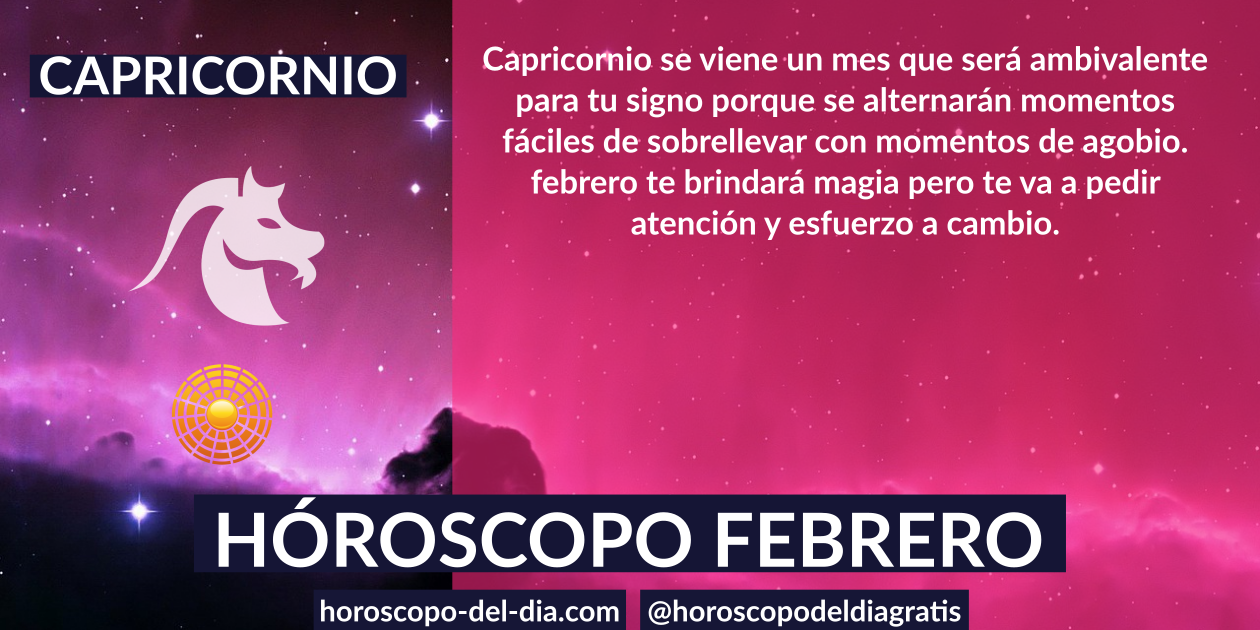 CAPRICORNIO
Capricornio se viene un mes que será ambivalente
para tu signo porque se alternarán momentos
fáciles de sobrellevar con momentos de agobio.
febrero te brindará magia pero te va a pedir
atención y esfuerzo a cambio.
HÓROSCOPO FEBRERO
horoscopo-del-dia.com
@horoscopodeldiagratis